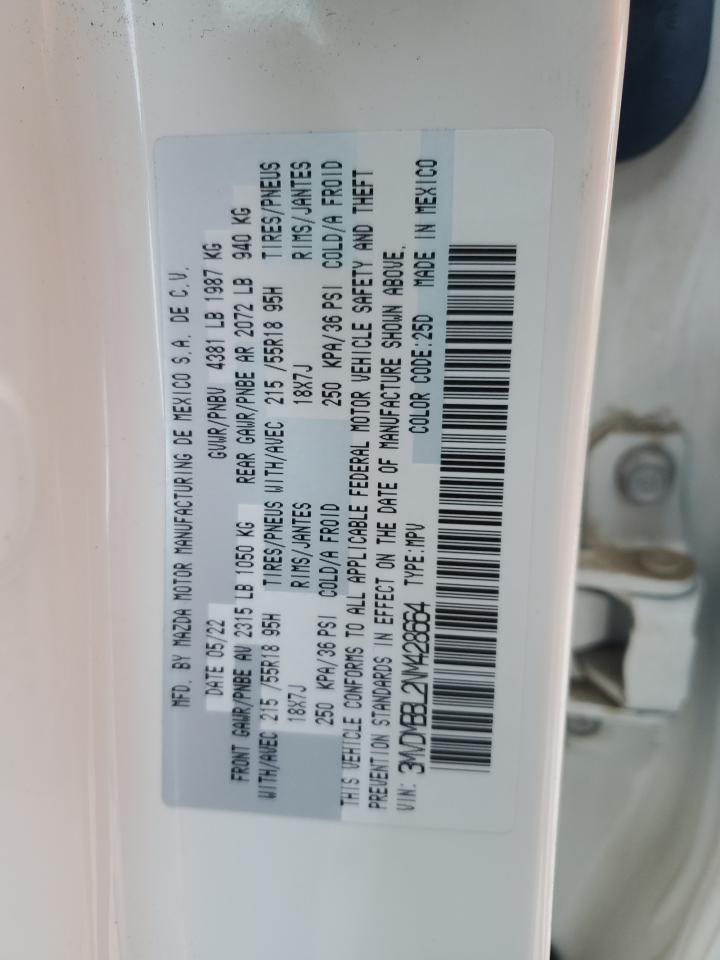 MFD. BY MAZDA MOTOR MANUFACTURING DE MEXICO S.A. DE C.V.
DATE 05/22 GVWR/PNBV 4381 LB 1987 KG
FRONT GAWR/PNBE AV 2315 LB 1050 KG REAR GAWR/PNBE AR 2072 LB 940 KG
WITH/AVEC 215 /55R18 95H TIRES/PNEUS WITH/AVEC 215 /55R18 95H TIRES/PNEUS
18X7J RIMS/JANTES 18X7J RIMS/JANTES
250 KPA/36 PSI COLD/A FROID 250 KPA/36 PSI COLD/A FROID
THIS VEHICLE CONFORMS TO ALL APPLICABLE FEDERAL MOTOR VEHICLE SAFETY AND THEFT
PREVENTION STANDARDS IN EFFECT ON THE DATE OF MANUFACTURE SHOWN ABOVE.
VIN: 3MVDMBBL2NM428664 TYPE:MPV COLOR CODE:25D MADE IN MEXICO